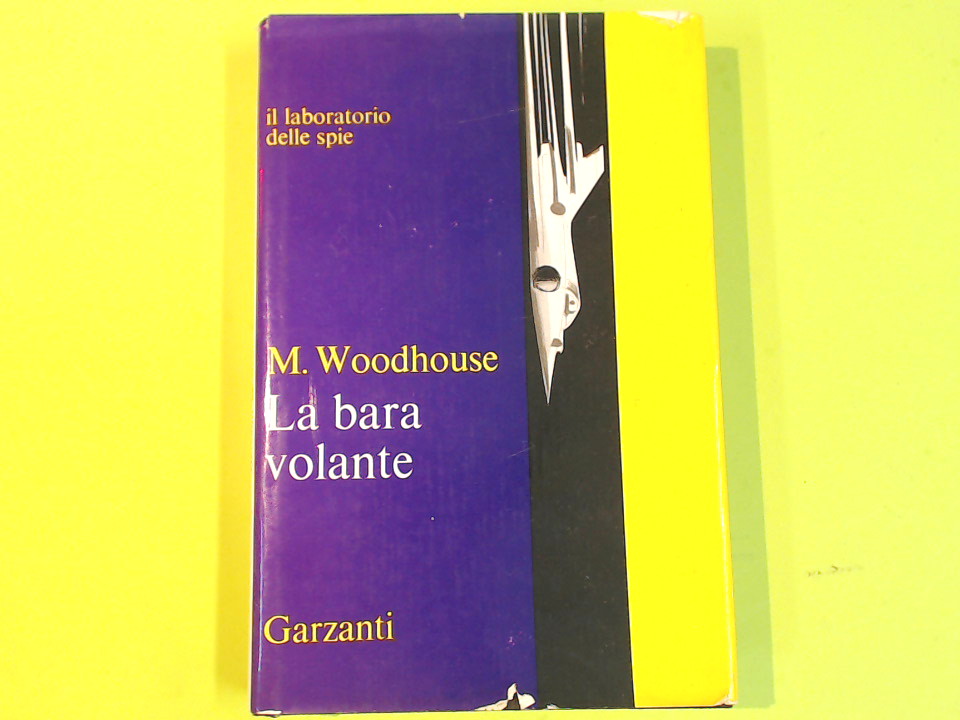 il laboratorio
delle spie
M. Woodhouse
La bara
volante
Garzanti